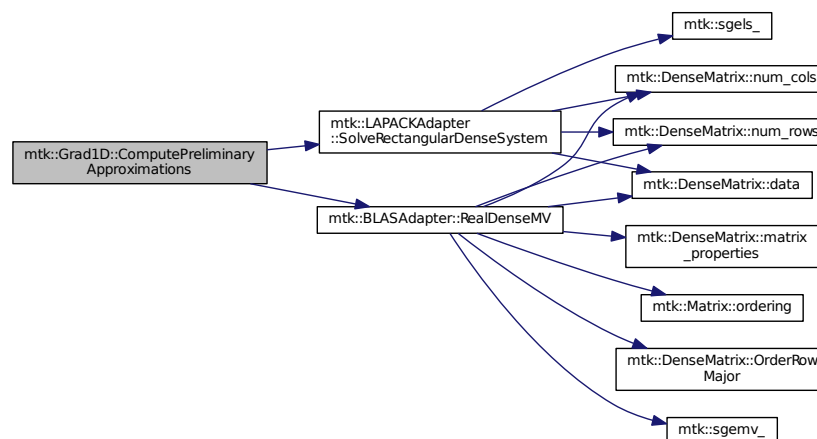 mtk::Grad1D::ComputePreliminary
Approximations
mtk::LAPACKAdapter
::SolveRectangularDenseSystem
mtk::BLASAdapter::RealDenseMV
mtk::sgels_
mtk::DenseMatrix::num_cols
mtk::DenseMatrix::num_rows
mtk::DenseMatrix::data
mtk::DenseMatrix::matrix
_properties
mtk::Matrix::ordering
mtk::DenseMatrix::OrderRow
Major
mtk::sgemv_